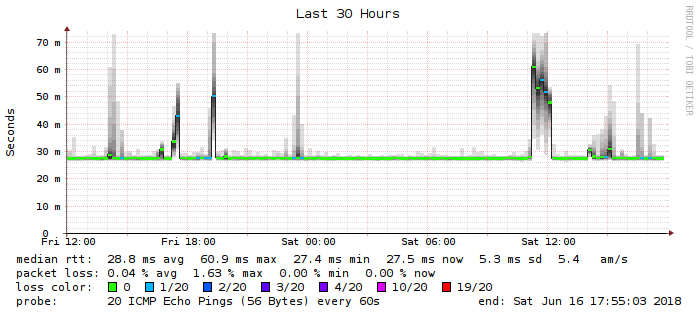 Last 30 Hours
RRDTOOL / TOBI OETIKER
Seconds
70 m
60 m
50 m
40 m
30 m
20 m
10 m
0
Fri 12:00 Fri 18:00 Sat 00:00 Sat 06:00 Sat 12:00
median rtt: 28.8 ms avg 60.9 ms max 27.4 ms min 27.5 ms now 5.3 ms sd 5.4 am/s
packet loss: 0.04 % avg 1.63 % max 0.00 % min 0.00 % now
loss color: 0 1/20 2/20 3/20 4/20 10/20 19/20
probe: 20 ICMP Echo Pings (56 Bytes) every 60s end: Sat Jun 16 17:55:03 2018